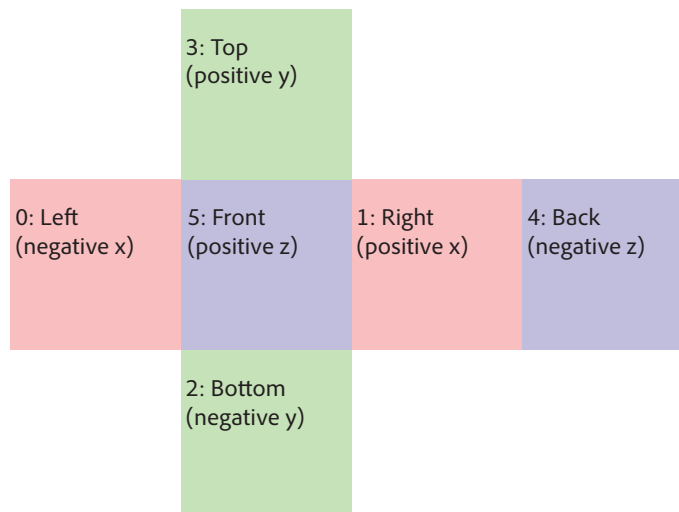 3: Top
(positive y)
0: Left
(negative x)
5: Front
(positive z)
1: Right
(positive x)
4: Back
(negative z)
2: Bottom
(negative y)